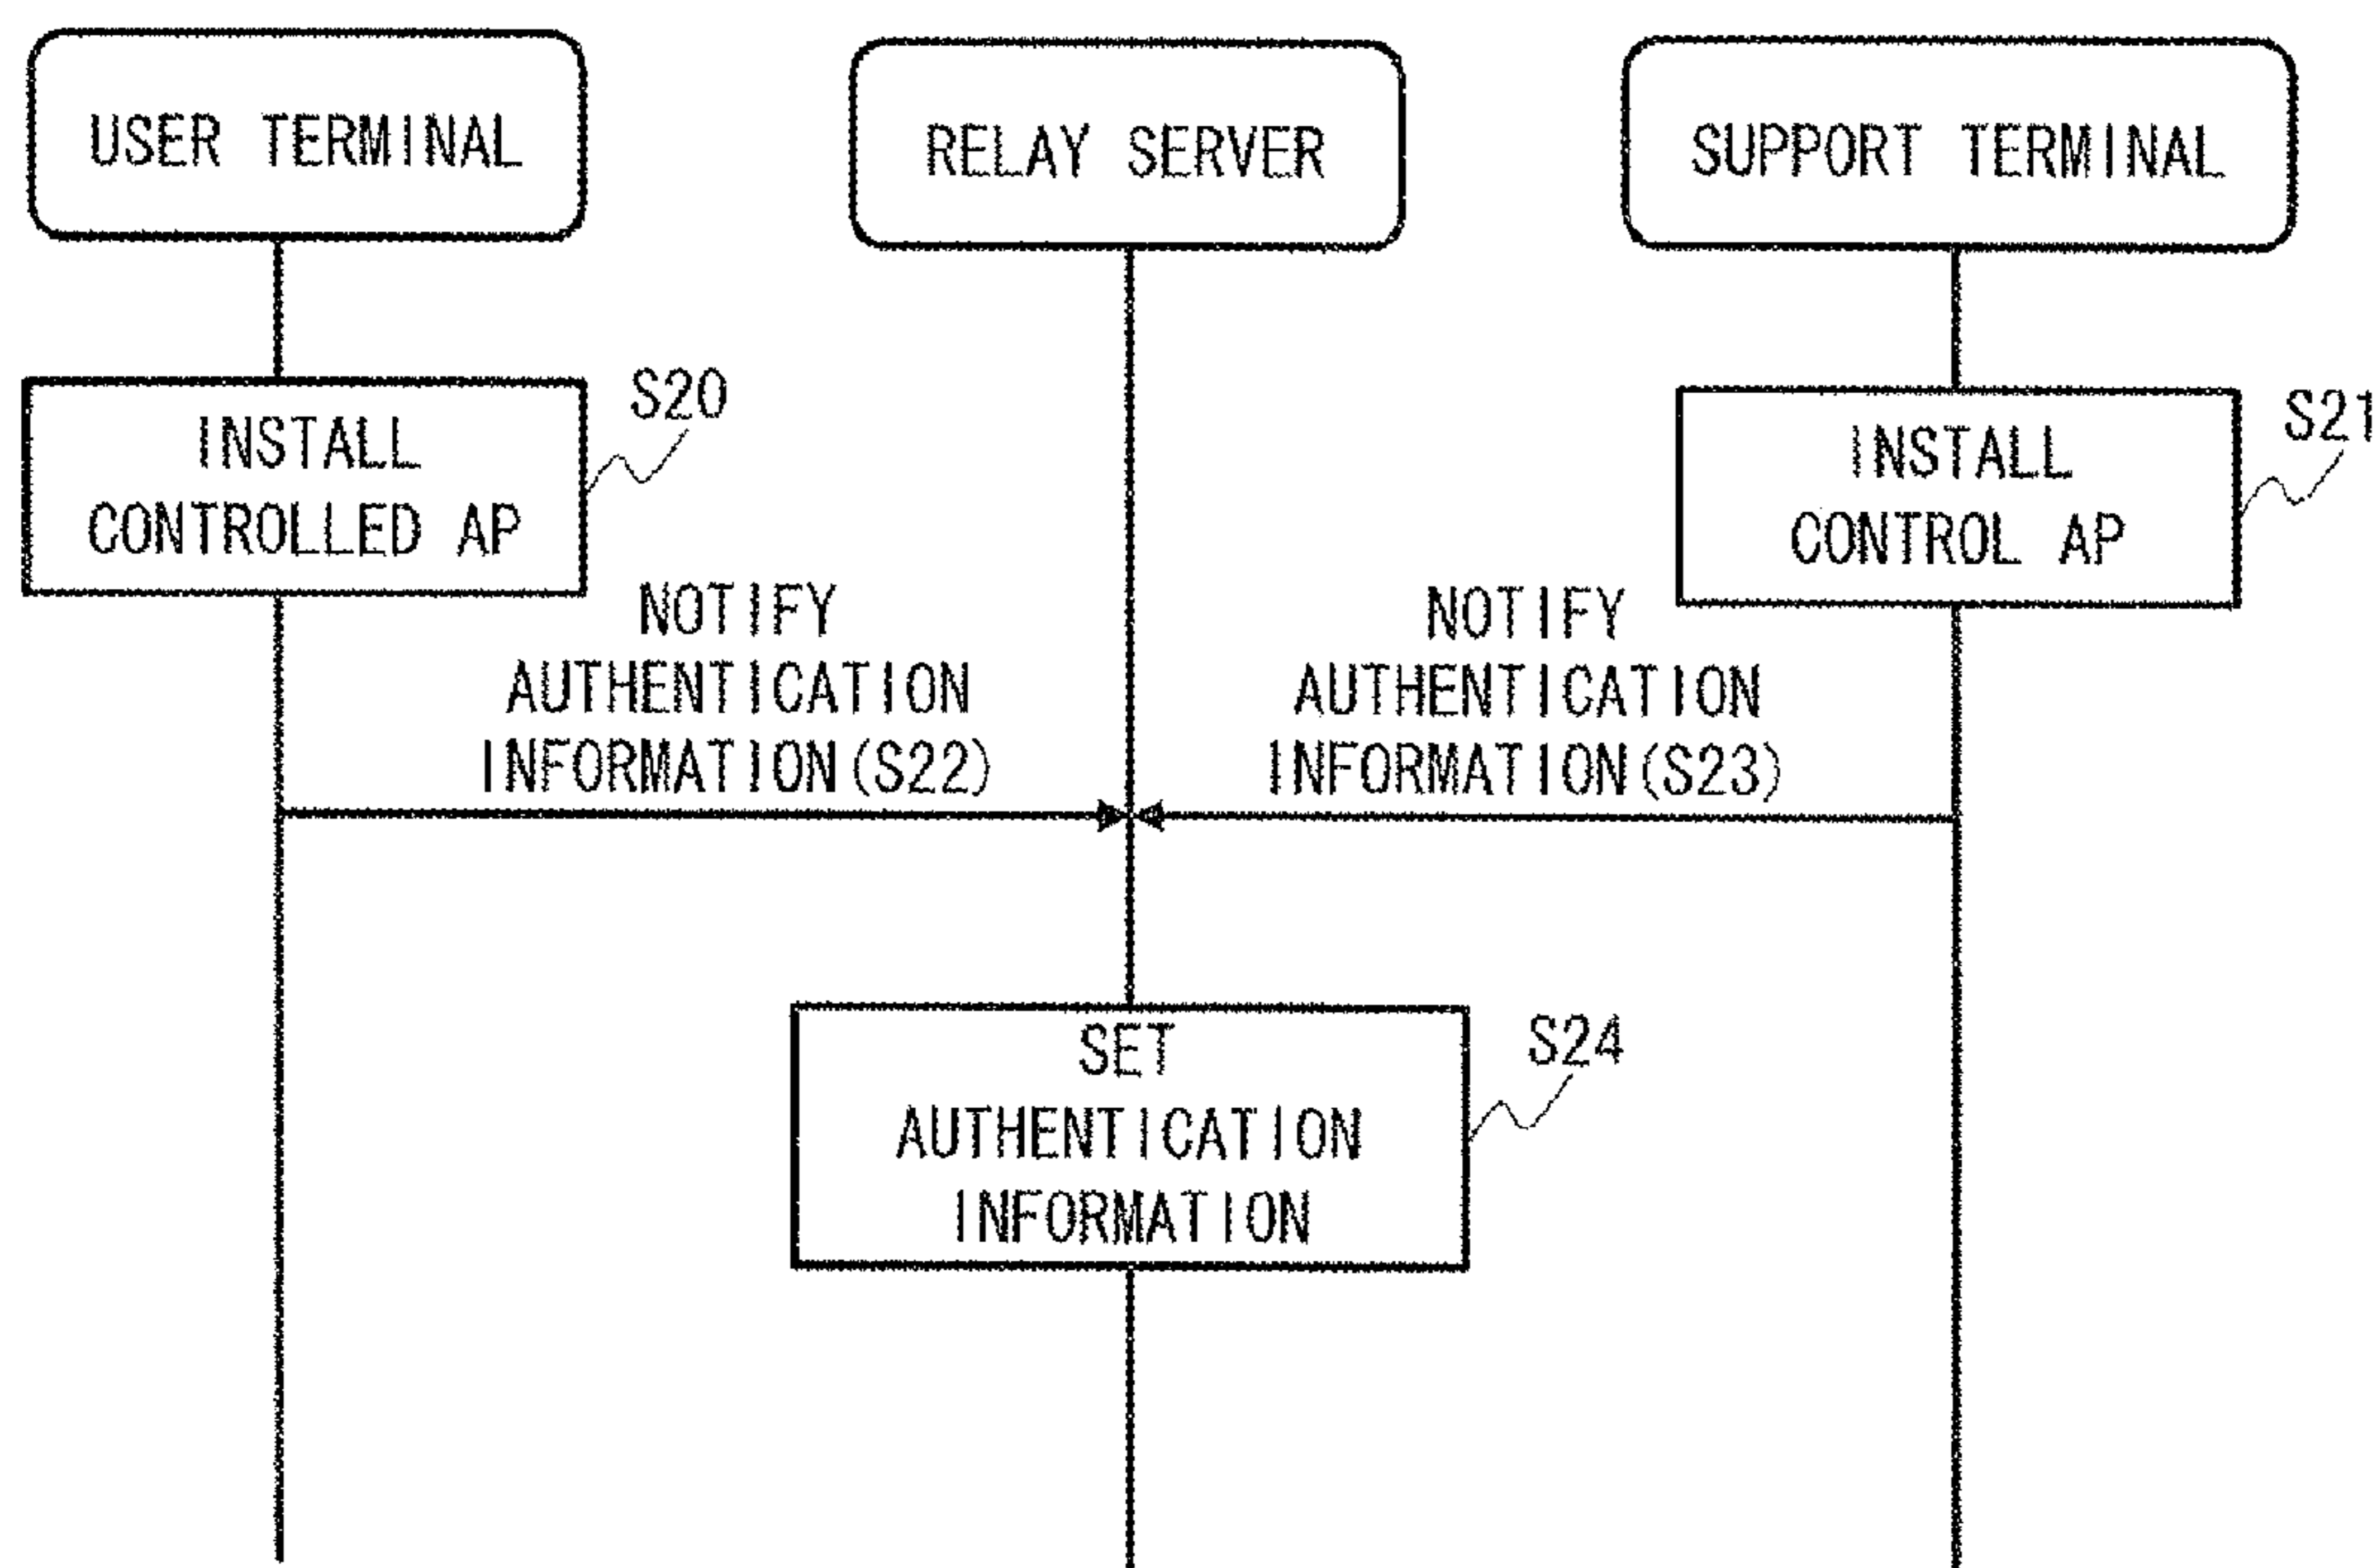 USER TERMINAL
RELAY SERVER
SUPPORT TERMINAL
INSTALL
CONTROLLED AP
S20
INSTALL
CONTROL AP
S21
NOTIFY
AUTHENTICATION
INFORMATION(S22)
NOTIFY
AUTHENTICATION
INFORMATION(S23)
SET
AUTHENTICATION
INFORMATION
S24